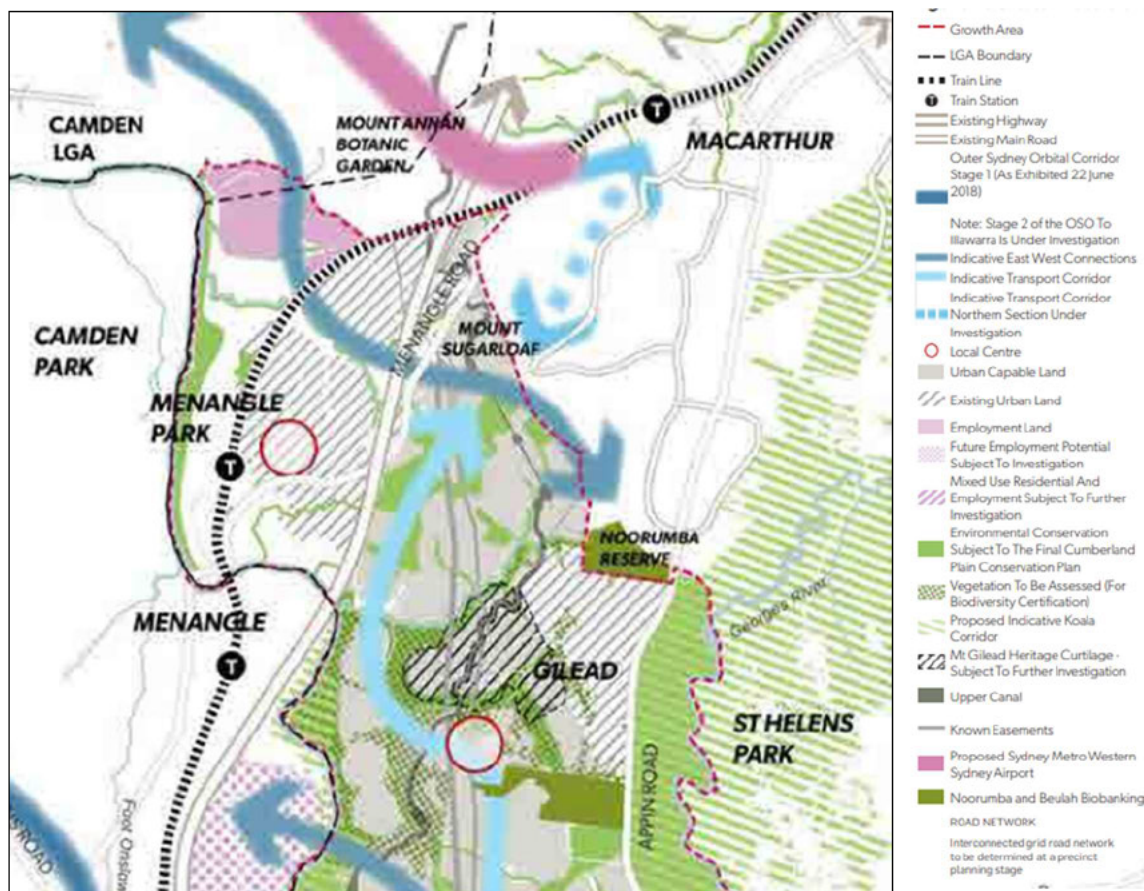 CAMDEN
LGA
MOUNT ANNAN
BOTANIC
GARDEN
T
MACARTHUR
MENANGLE ROAD
CAMDEN
PARK
MOUNT
SUGARLOAF
MENANGLE
PARK
T
NOORUMBA
RESERVE
Georges River
MENANGLE
T
GILEAD
ST HELENS
PARK
APPIN ROAD
Foot Onslow
ROAD
Growth Area
LGA Boundary
Train Line
T Train Station
Existing Highway
Existing Main Road
Outer Sydney Orbital Corridor
Stage 1 (As Exhibited 22 June
2018)
Note: Stage 2 of the OSO To
Illawarra Is Under Investigation
Indicative East West Connections
Indicative Transport Corridor
Indicative Transport Corridor
Northern Section Under
Investigation
Local Centre
Urban Capable Land
Existing Urban Land
Employment Land
Future Employment Potential
Subject To Investigation
Mixed Use Residential And
Employment Subject To Further
Investigation
Environmental Conservation
Subject To The Final Cumberland
Plain Conservation Plan
Vegetation To Be Assessed (For
Biodiversity Certification)
Proposed Indicative Koala
Corridor
Mt Gilead Heritage Curtilage -
Subject To Further Investigation
Upper Canal
Known Easements
Proposed Sydney Metro Western
Sydney Airport
Noorumba and Beulah Biobanking
ROAD NETWORK
Interconnected grid road network
to be determined at a precinct
planning stage